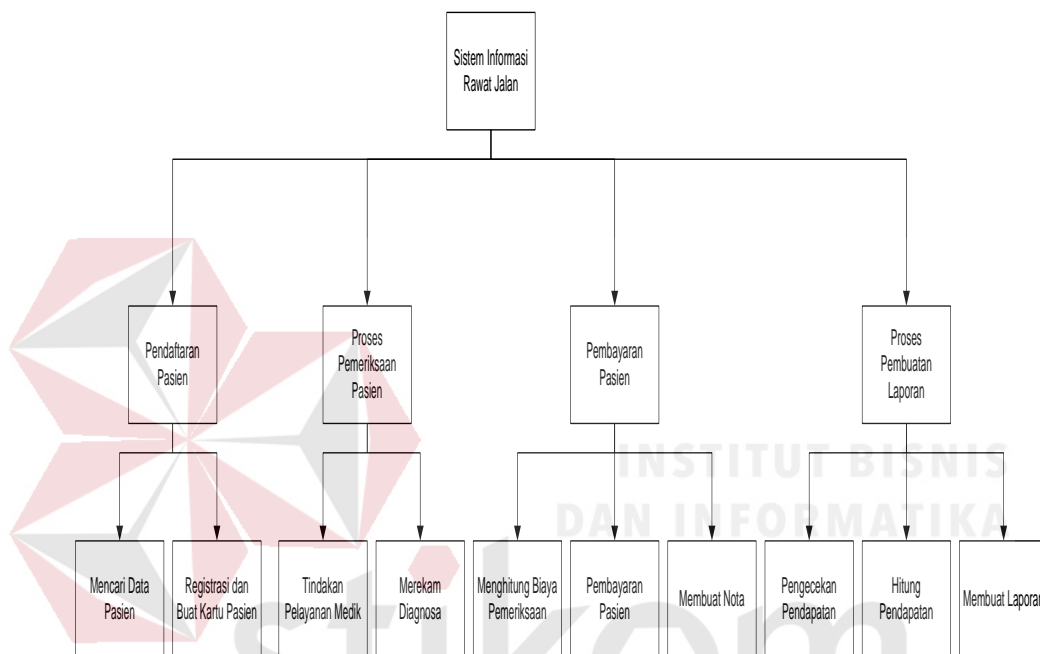 Sistem Informasi
Rawat Jalan
Pendaftaran
Pasien
Proses
Pemeriksaan
Pasien
Pembayaran
Pasien
Proses
Pembuatan
Laporan
INSTITUT BISNIS
DAN INFORMATIKA
Mencari Data
Pasien
Registrasi dan
Buat Kartu Pasien
Tindakan
Pelayanan Medik
Merekam
Diagnosa
Menghitung Biaya
Pemeriksaan
Pembayaran
Pasien
Membuat Nota
Pengecekan
Pendapatan
Hitung
Pendapatan
Membuat Laporan
stikom